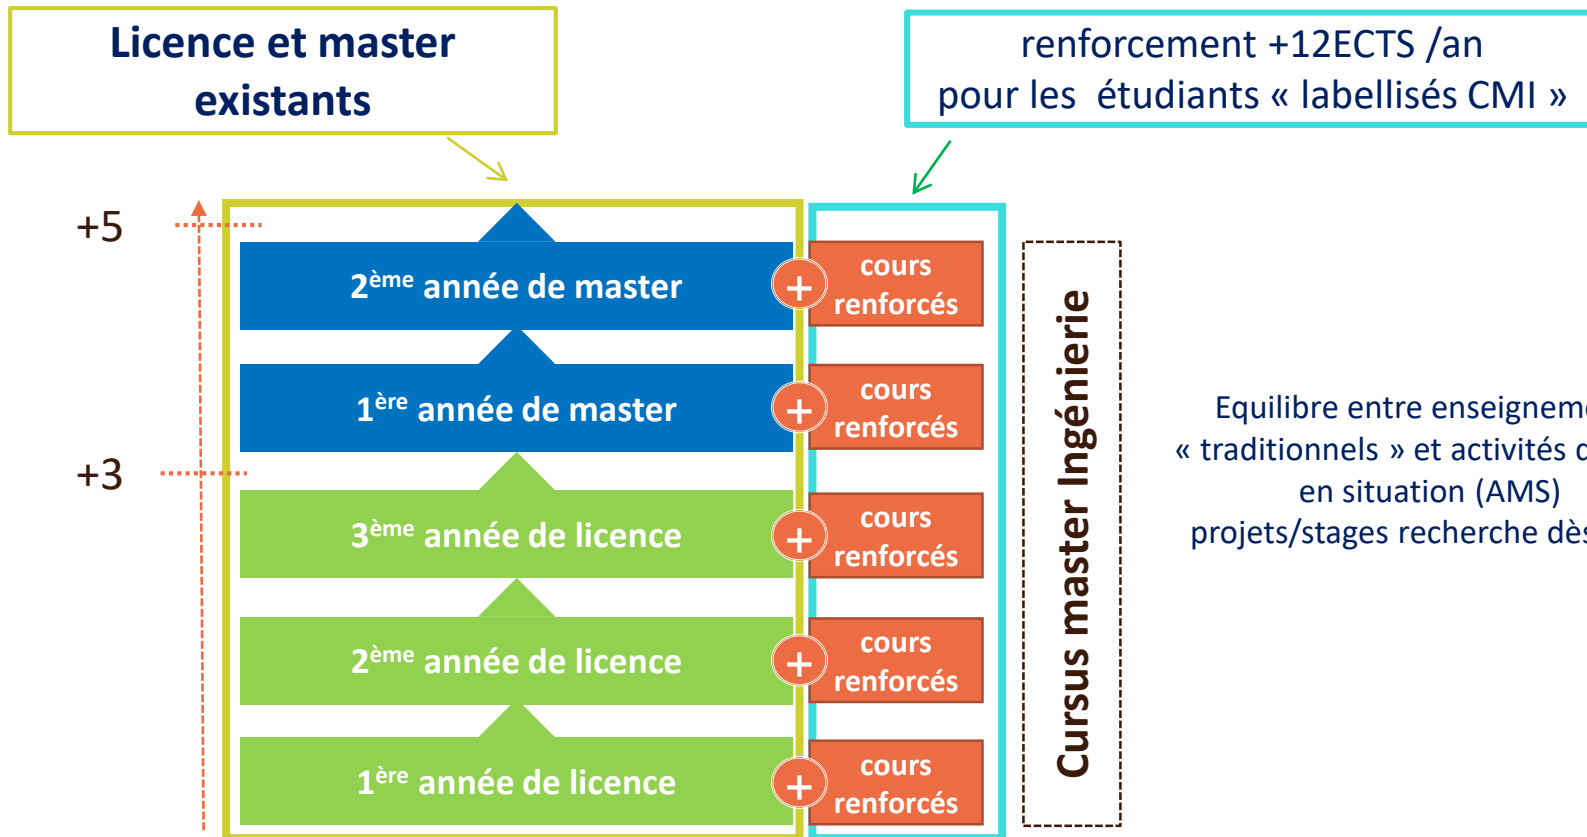 Licence et master
existants
renforcement +12ECTS /an
pour les étudiants « labellisés CMI »
+5
2ème année de master
+
cours
renforcés
1ère année de master
+
cours
renforcés
+3
3ème année de licence
+
cours
renforcés
2ème année de licence
+
cours
renforcés
1ère année de licence
+
cours
renforcés
Cursus master Ingénierie
Equilibre entre
« traditionnels » et activités
en situation (AMS)
projets/stages recherche dès